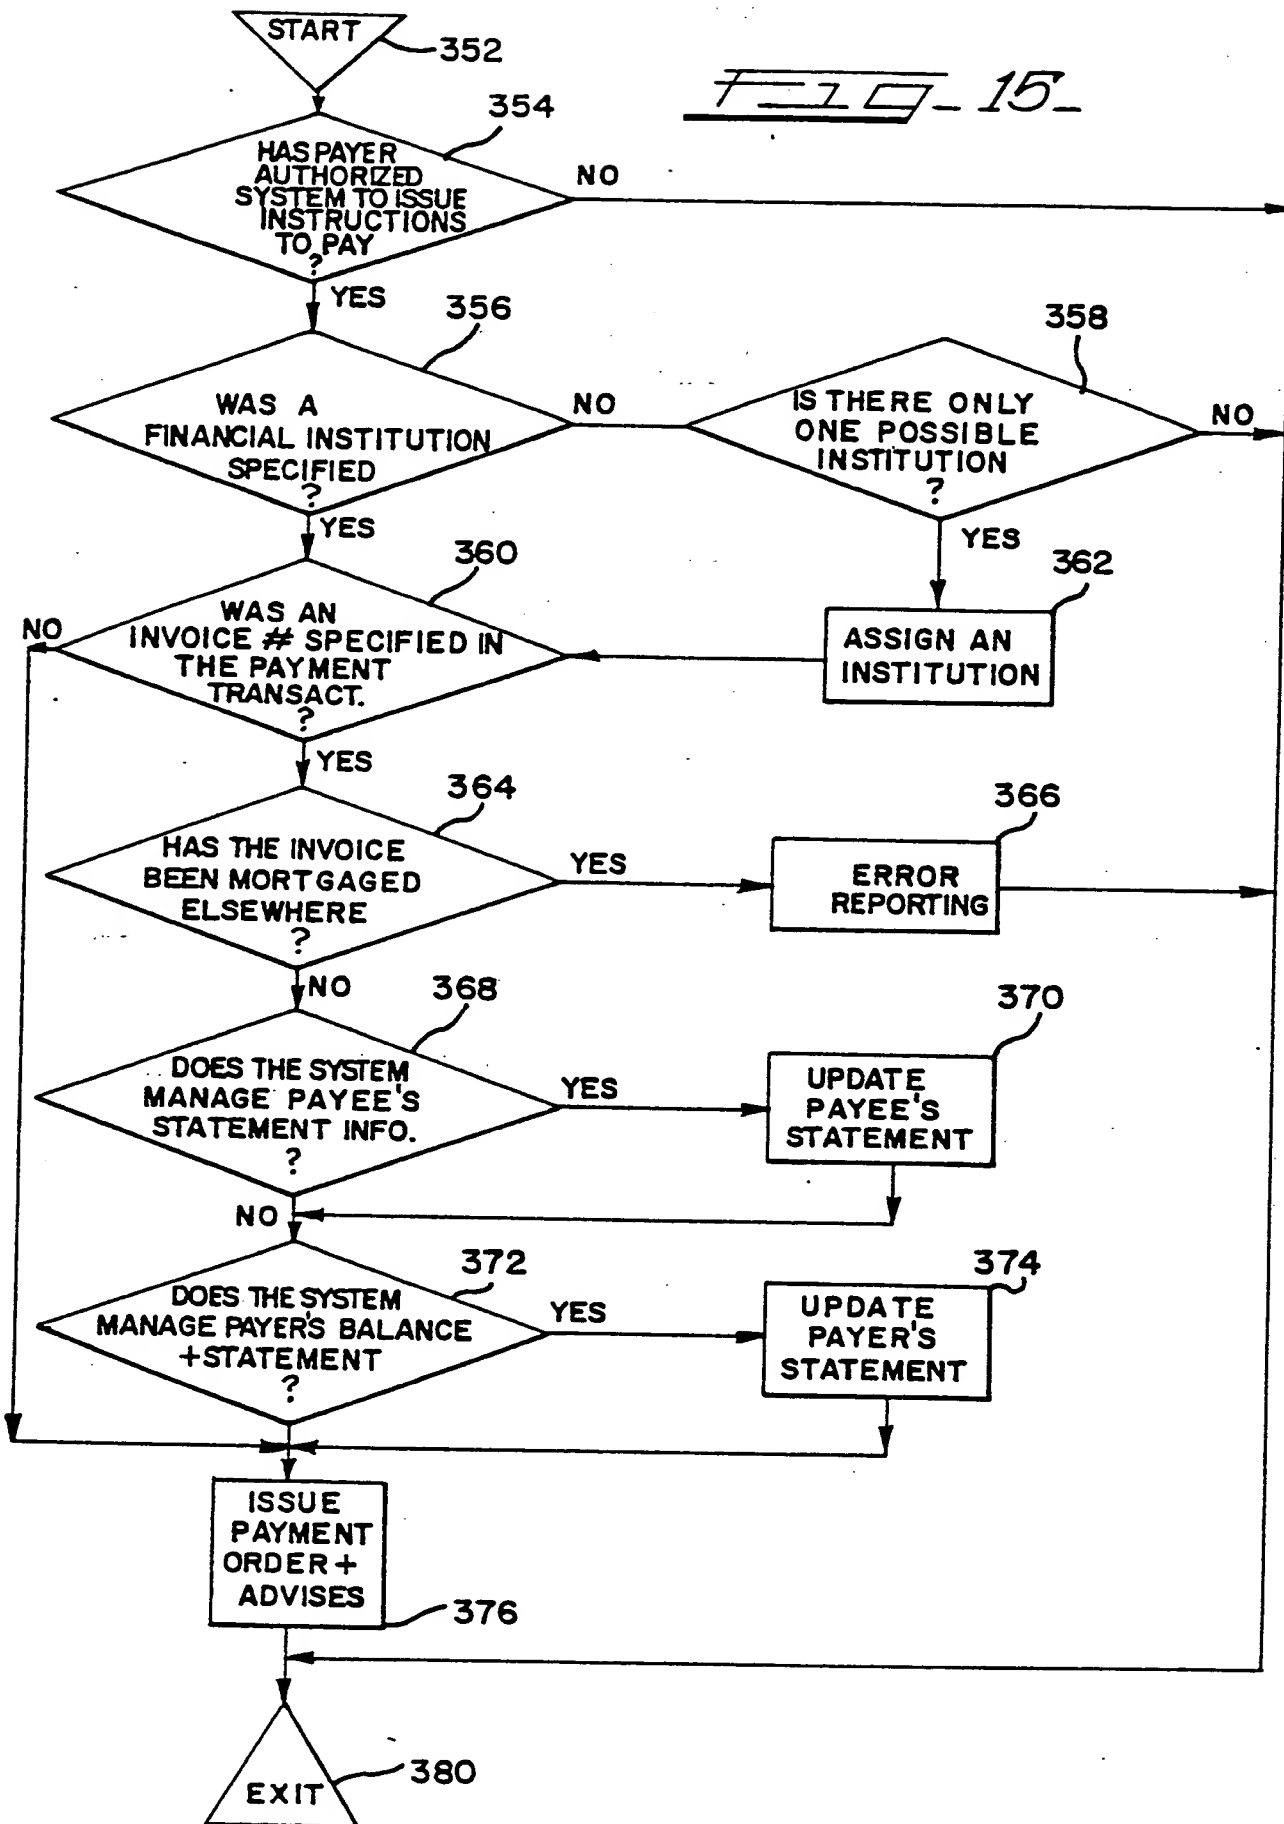 START
352
Fig-15-
354
HAS PAYER
AUTHORIZED
SYSTEM TO ISSUE
INSTRUCTIONS
TO PAY
?
NO
YES
356
358
WAS A
FINANCIAL INSTITUTION
SPECIFIED
?
NO
IS THERE ONLY
ONE POSSIBLE
INSTITUTION
?
NO
YES
YES
360
362
WAS AN
INVOICE # SPECIFIED IN
THE PAYMENT
TRANSACT.
?
NO
ASSIGN AN
INSTITUTION
YES
364
366
HAS THE INVOICE
BEEN MORTGAGED
ELSEWHERE
?
YES
ERROR
REPORTING
NO
368
370
DOES THE SYSTEM
MANAGE PAYEE'S
STATEMENT INFO.
?
YES
UPDATE
PAYEE'S
STATEMENT
NO
372
374
DOES THE SYSTEM
MANAGE PAYER'S BALANCE
+STATEMENT
?
YES
UPDATE
PAYER'S
STATEMENT
ISSUE
PAYMENT
ORDER +
ADVISES
376
EXIT
380